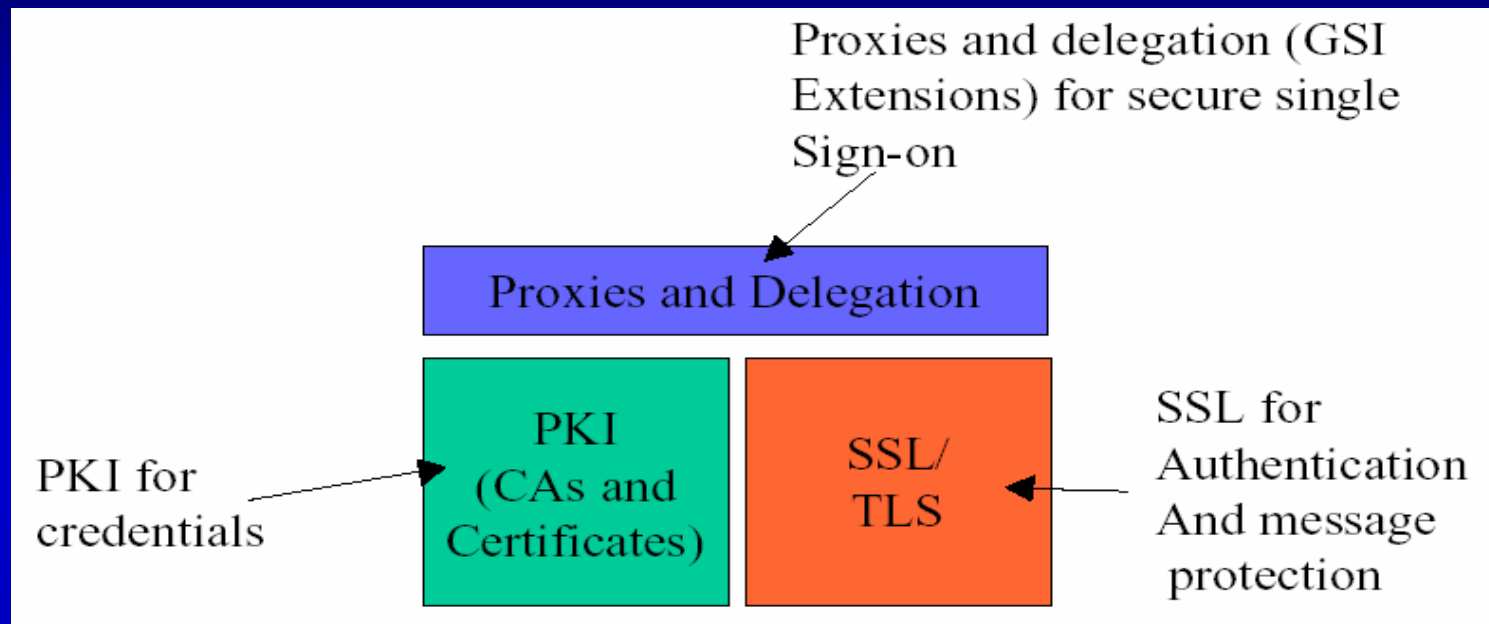 Proxies and delegation (GSI
Extensions) for secure single
Sign-on
Proxies and Delegation
PKI for
credentials
PKI
(CAs and
Certificates)
SSL/
TLS
SSL for
Authentication
And message
protection